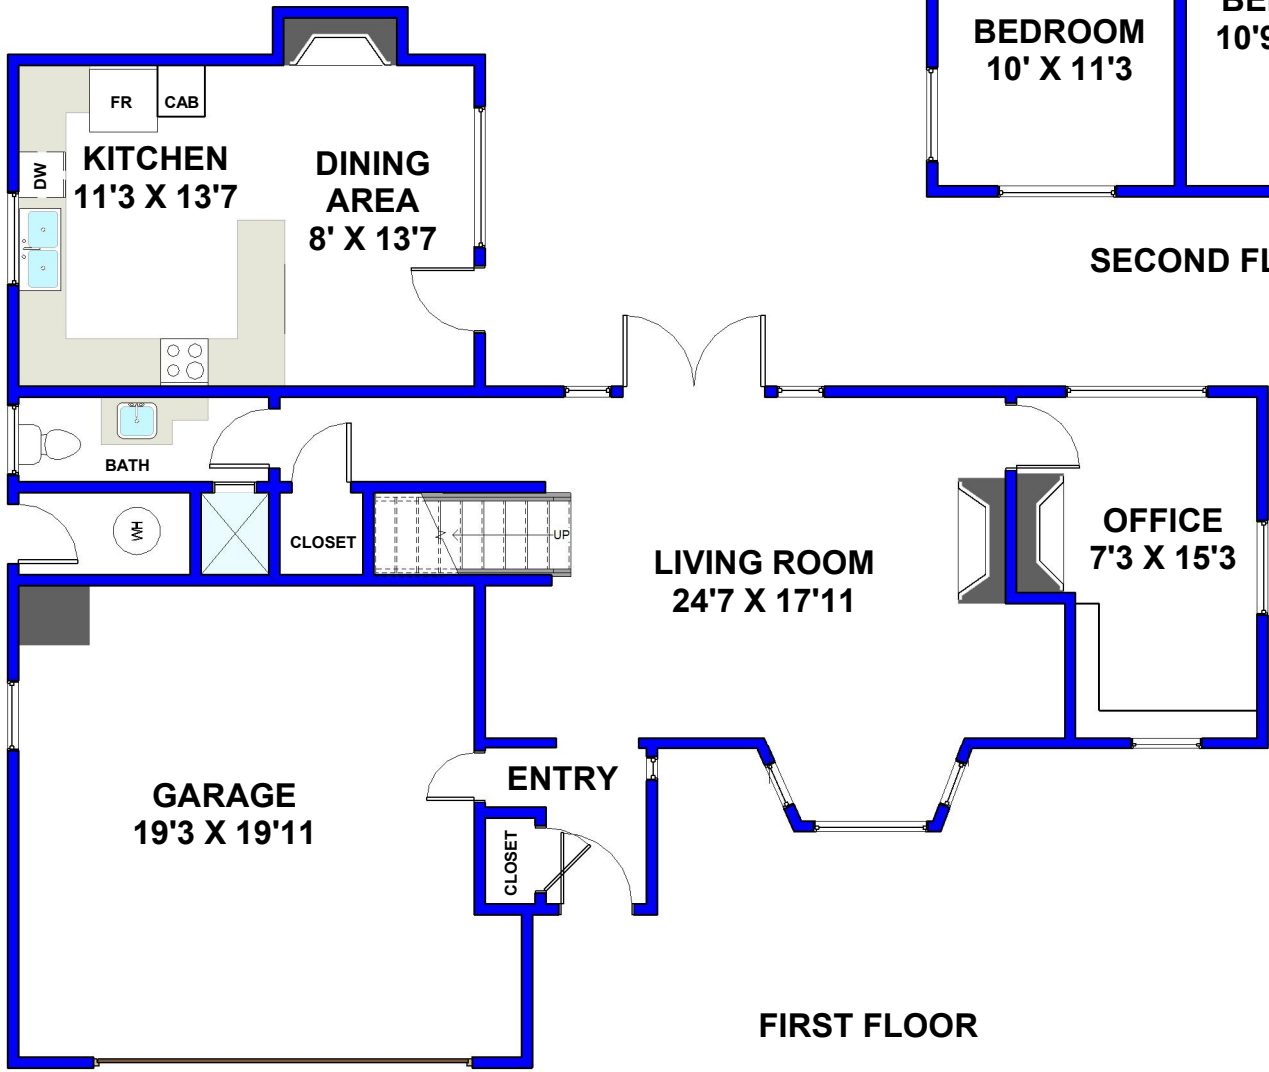 BEDROOM
10' X 11'3
FR
CAB
DW
KITCHEN
11'3 X 13'7
DINING
AREA
8' X 13'7
SECOND
BATH
WH
CLOSET
UP
LIVING ROOM
24'7 X 17'11
OFFICE
7'3 X 15'3
GARAGE
19'3 X 19'11
ENTRY
CLOSET
FIRST FLOOR